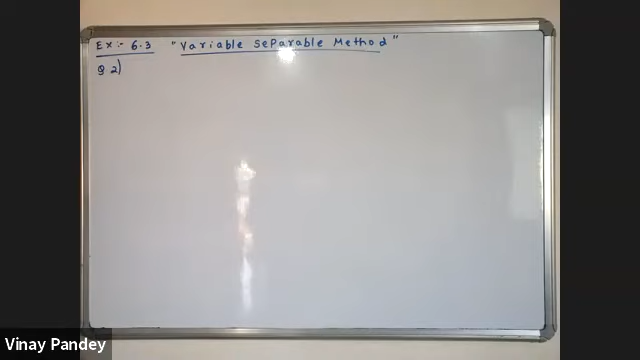 Ex:- 6.3 "Variable Separable Method"
Q 2)
Vinay Pandey